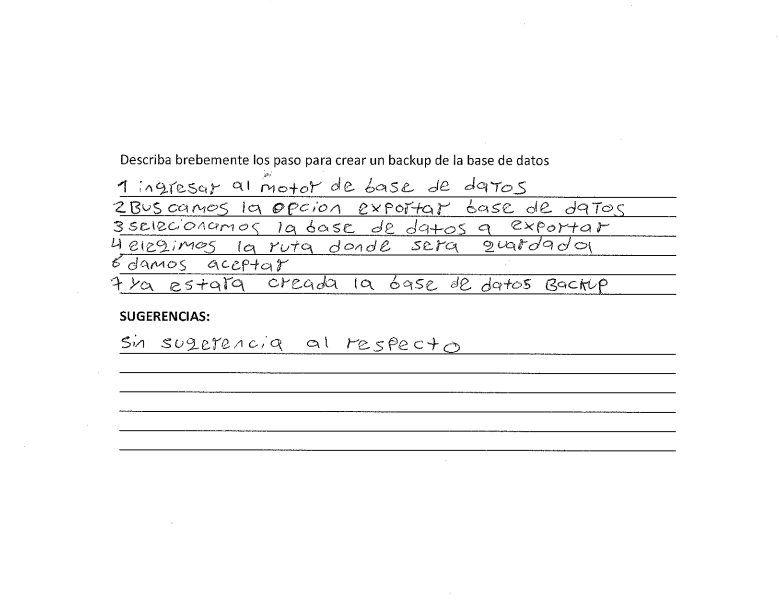 Describa brebemente los paso para crear un backup de la base de datos
1 ingresar al motor de base de datos
2 Buscamos la opcion exportar base de datos
3 selecionamos la base de datos a exportar
4 elegimos la ruta donde sera guardada
6 damos aceptar
7 ya estara creada la base de datos Backup
SUGERENCIAS:
Sin sugerencia al respecto